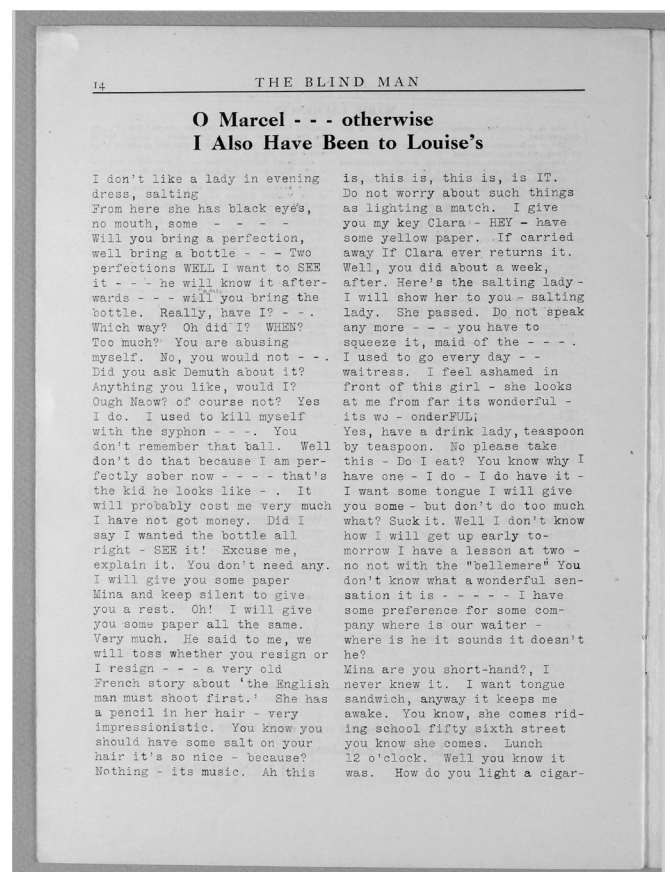 14
THE BLIND MAN
O Marcel - - - otherwise
I Also Have Been to Louise's
I don't like a lady in evening
dress, salting
From here she has black eyes,
no mouth, some - - - -
Will you bring a perfection,
well bring a bottle - - - Two
perfections WELL I want to SEE
it - - - he will know it after-
wards - - - will you bring the
bottle. Really, have I? - - .
Which way? Oh did I? WHEN?
Too much? You are abusing
myself. No, you would not - - .
Did you ask Demuth about it?
Anything you like, would I?
Ough Naow? of course not? Yes
I do. I used to kill myself
with the syphon - - -. You
don't remember that ball. Well
don't do that because I am per-
fectly sober now - - - - that's
the kid he looks like - . It
will probably cost me very much
I have not got money. Did I
say I wanted the bottle all
right - SEE it! Excuse me,
explain it. You don't need any.
I will give you some paper
Mina and keep silent to give
you a rest. Oh! I will give
you some paper all the same.
Very much. He said to me, we
will toss whether you resign or
I resign - - - a very old
French story about 'the English
man must shoot first.' She has
a pencil in her hair - very
impressionistic. You know you
should have some salt on your
hair it's so nice - because?
Nothing - its music. Ah this
is, this is, this is, is IT.
Do not worry about such things
as lighting a match. I give
you my key Clara - HEY - have
some yellow paper. If carried
away If Clara ever returns it.
Well, you did about a week,
after. Here's the salting lady -
I will show her to you - salting
lady. She passed. Do not speak
any more - - - you have to
squeeze it, maid of the - - - .
I used to go every day - -
waitress. I feel ashamed in
front of this girl - she looks
at me from far its wonderful -
its wo - onderFUL¡
Yes, have a drink lady, teaspoon
by teaspoon. No please take
this - Do I eat? You know why I
have one - I do - I do have it -
I want some tongue I will give
you some - but don't do too much
what? Suck it. Well I don't know
how I will get up early to-
morrow I have a lesson at two -
no not with the "bellemere" You
don't know what a wonderful sen-
sation it is - - - - - I have
some preference for some com-
pany where is our waiter -
where is he it sounds it doesn't
he?
Mina are you short-hand?, I
never knew it. I want tongue
sandwich, anyway it keeps me
awake. You know, she comes rid-
ing school fifty sixth street
you know she comes. Lunch
12 o'clock. Well you know it
was. How do you light a cigar-